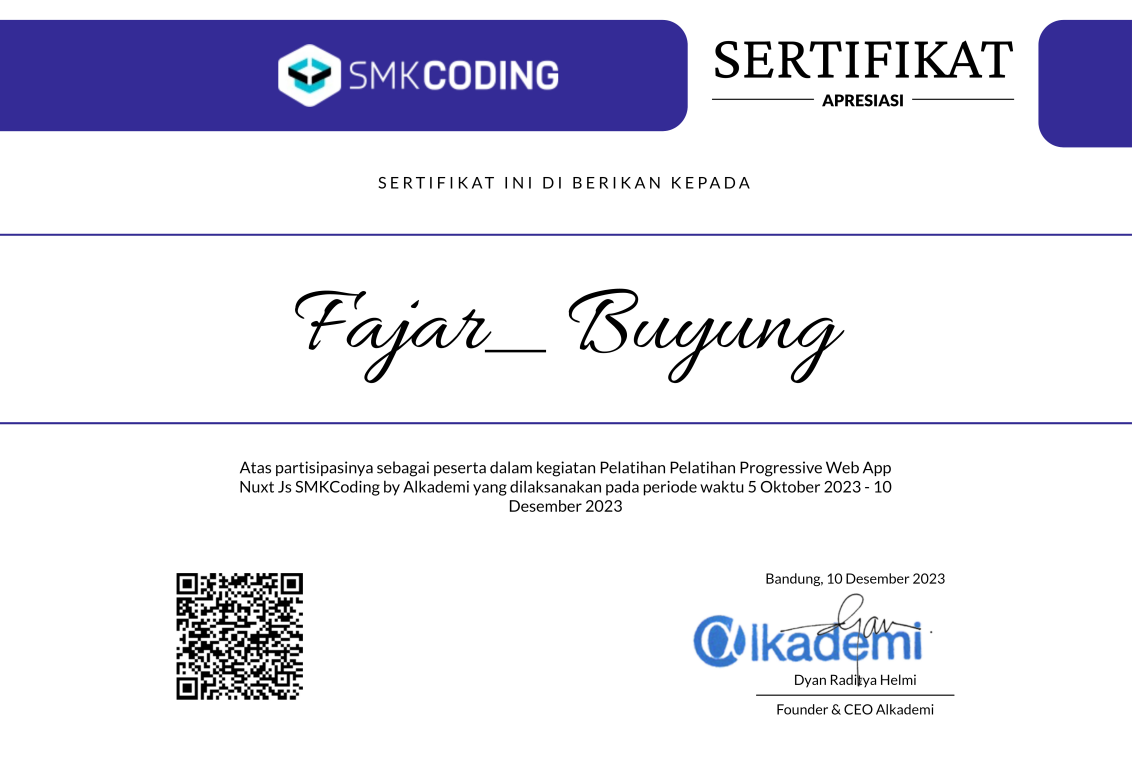 SMKCODING
SERTIFIKAT
APRESIASI
SERTIFIKAT INI DI BERIKAN KEPADA
Fajar_ Buyung
Atas partisipasinya sebagai peserta dalam kegiatan Pelatihan Pelatihan Progressive Web App
Nuxt Js SMKCoding by Alkademi yang dilaksanakan pada periode waktu 5 Oktober 2023 - 10
Desember 2023
Bandung, 10 Desember 2023
alkademi
Dyan Raditya Helmi
Founder & CEO Alkademi